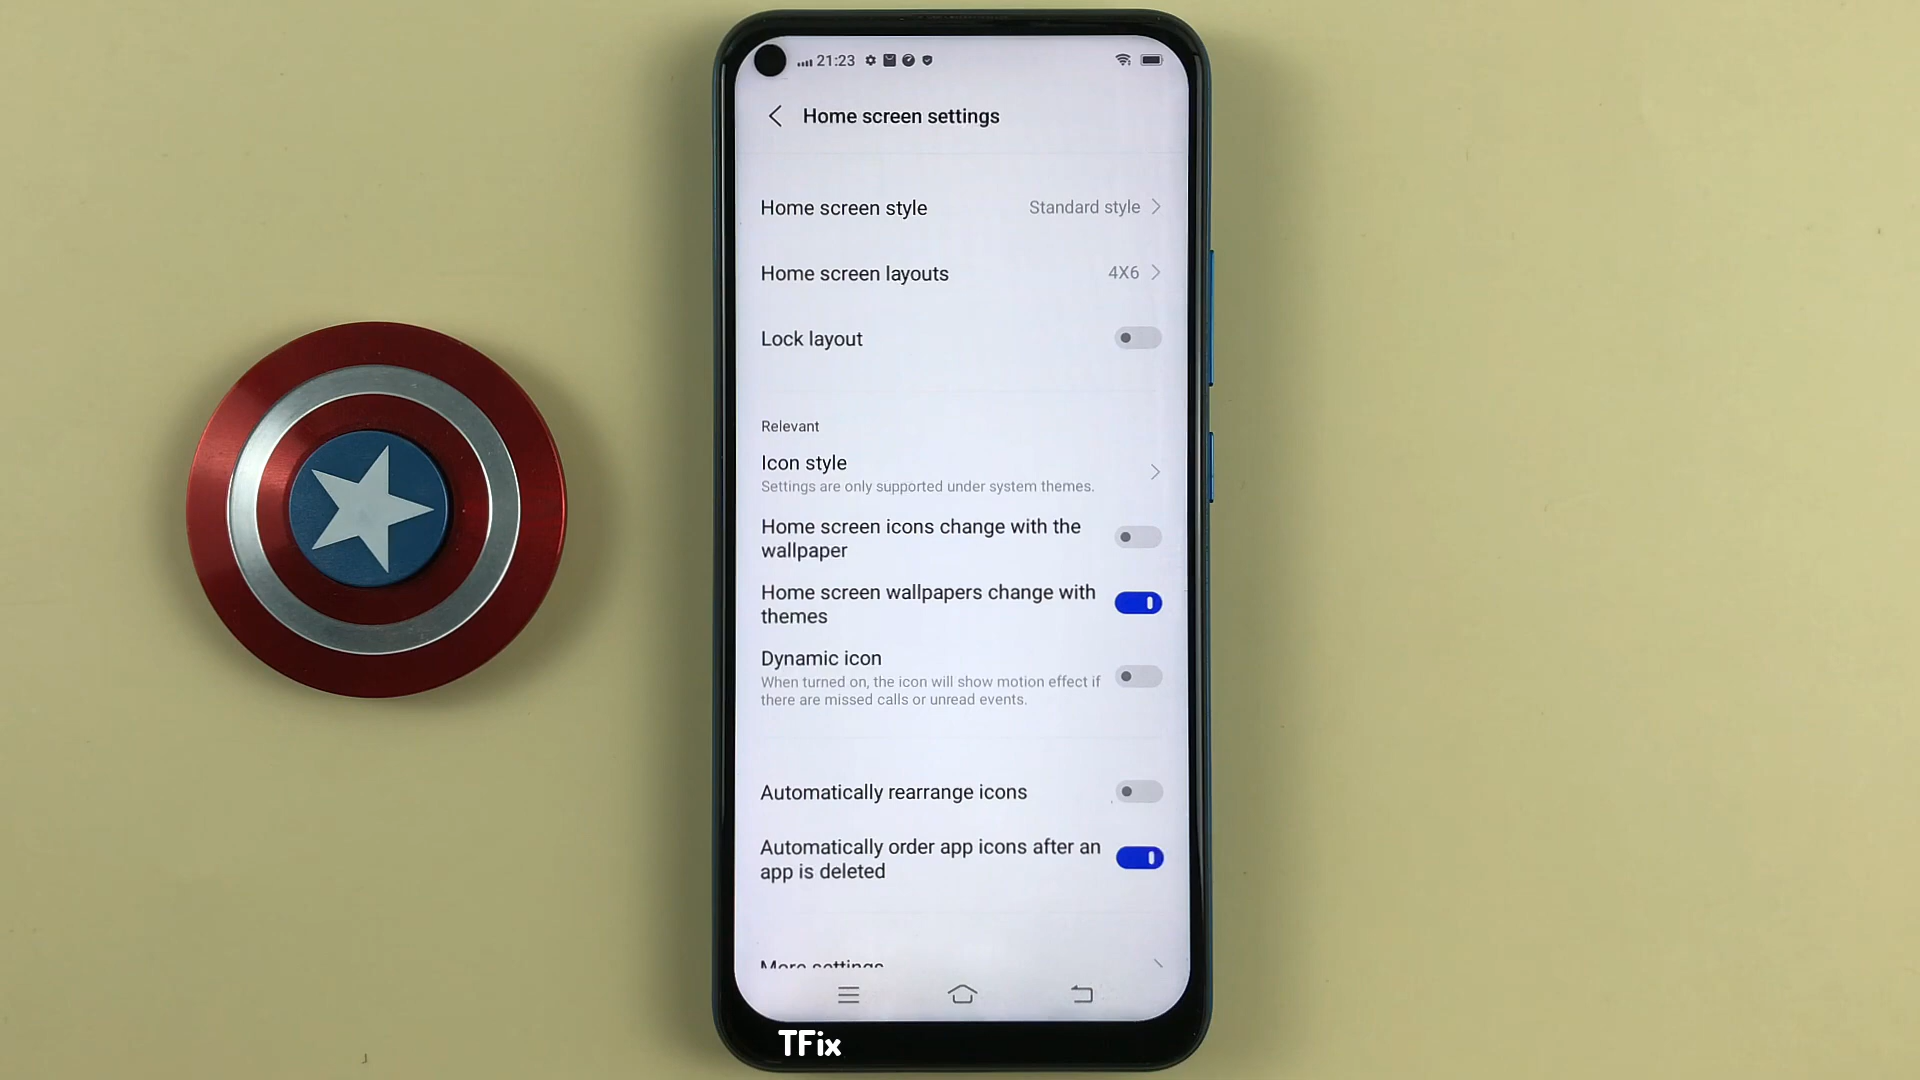 21:23
Home screen settings
Home screen style
Standard style
Home screen layouts
4X6
Lock layout
Relevant
Icon style
Settings are only supported under system themes.
Home screen icons change with the
wallpaper
Home screen wallpapers change with
themes
Dynamic icon
When turned on, the icon will show motion effect if
there are missed calls or unread events.
Automatically rearrange icons
Automatically order app icons after an
app is deleted
More settings
TFix